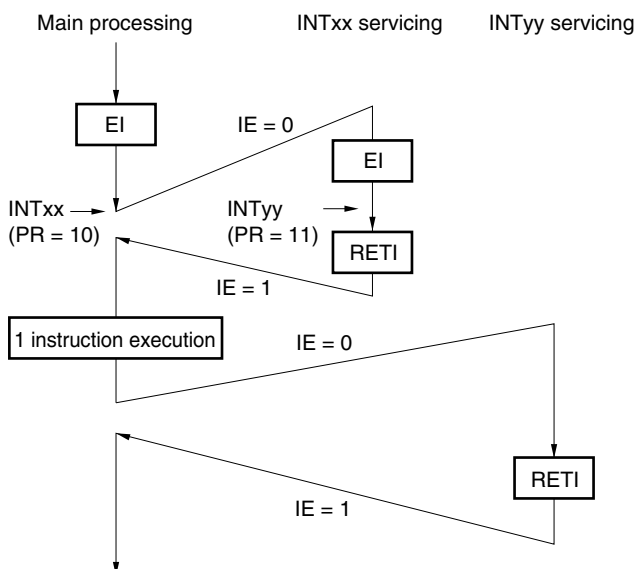 Main processing INTxx servicing INTyy servicing
EI
IE = 0
EI
INTxx
(PR = 10)
INTyy
(PR = 11)
RETI
IE = 1
1 instruction execution
IE = 0
RETI
IE = 1